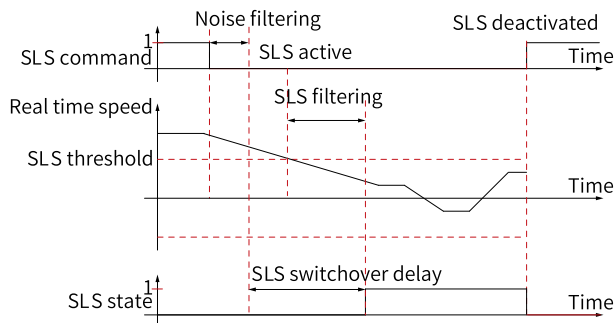 Noise filtering
SLS deactivated
1
SLS command
SLS active
Time
SLS filtering
Real time speed
SLS threshold
Time
SLS switchover delay
1
SLS state
Time